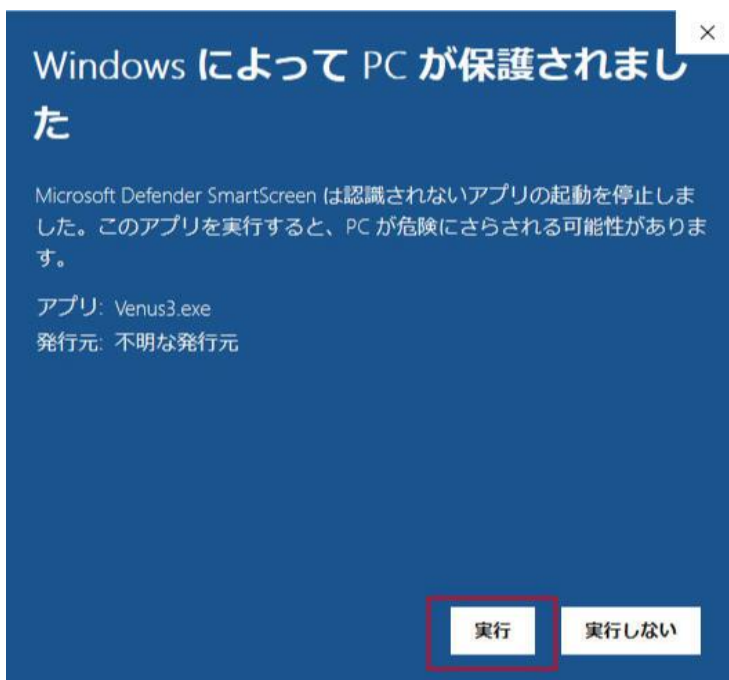 Windows によって PC が保護されまし
た
Microsoft Defender SmartScreen は認識されないアプリの起動を停止しま
した。このアプリを実行すると、PC が危険にさらされる可能性がありま
す。
アプリ: Venus3.exe
発行元: 不明な発行元
実行 実行しない